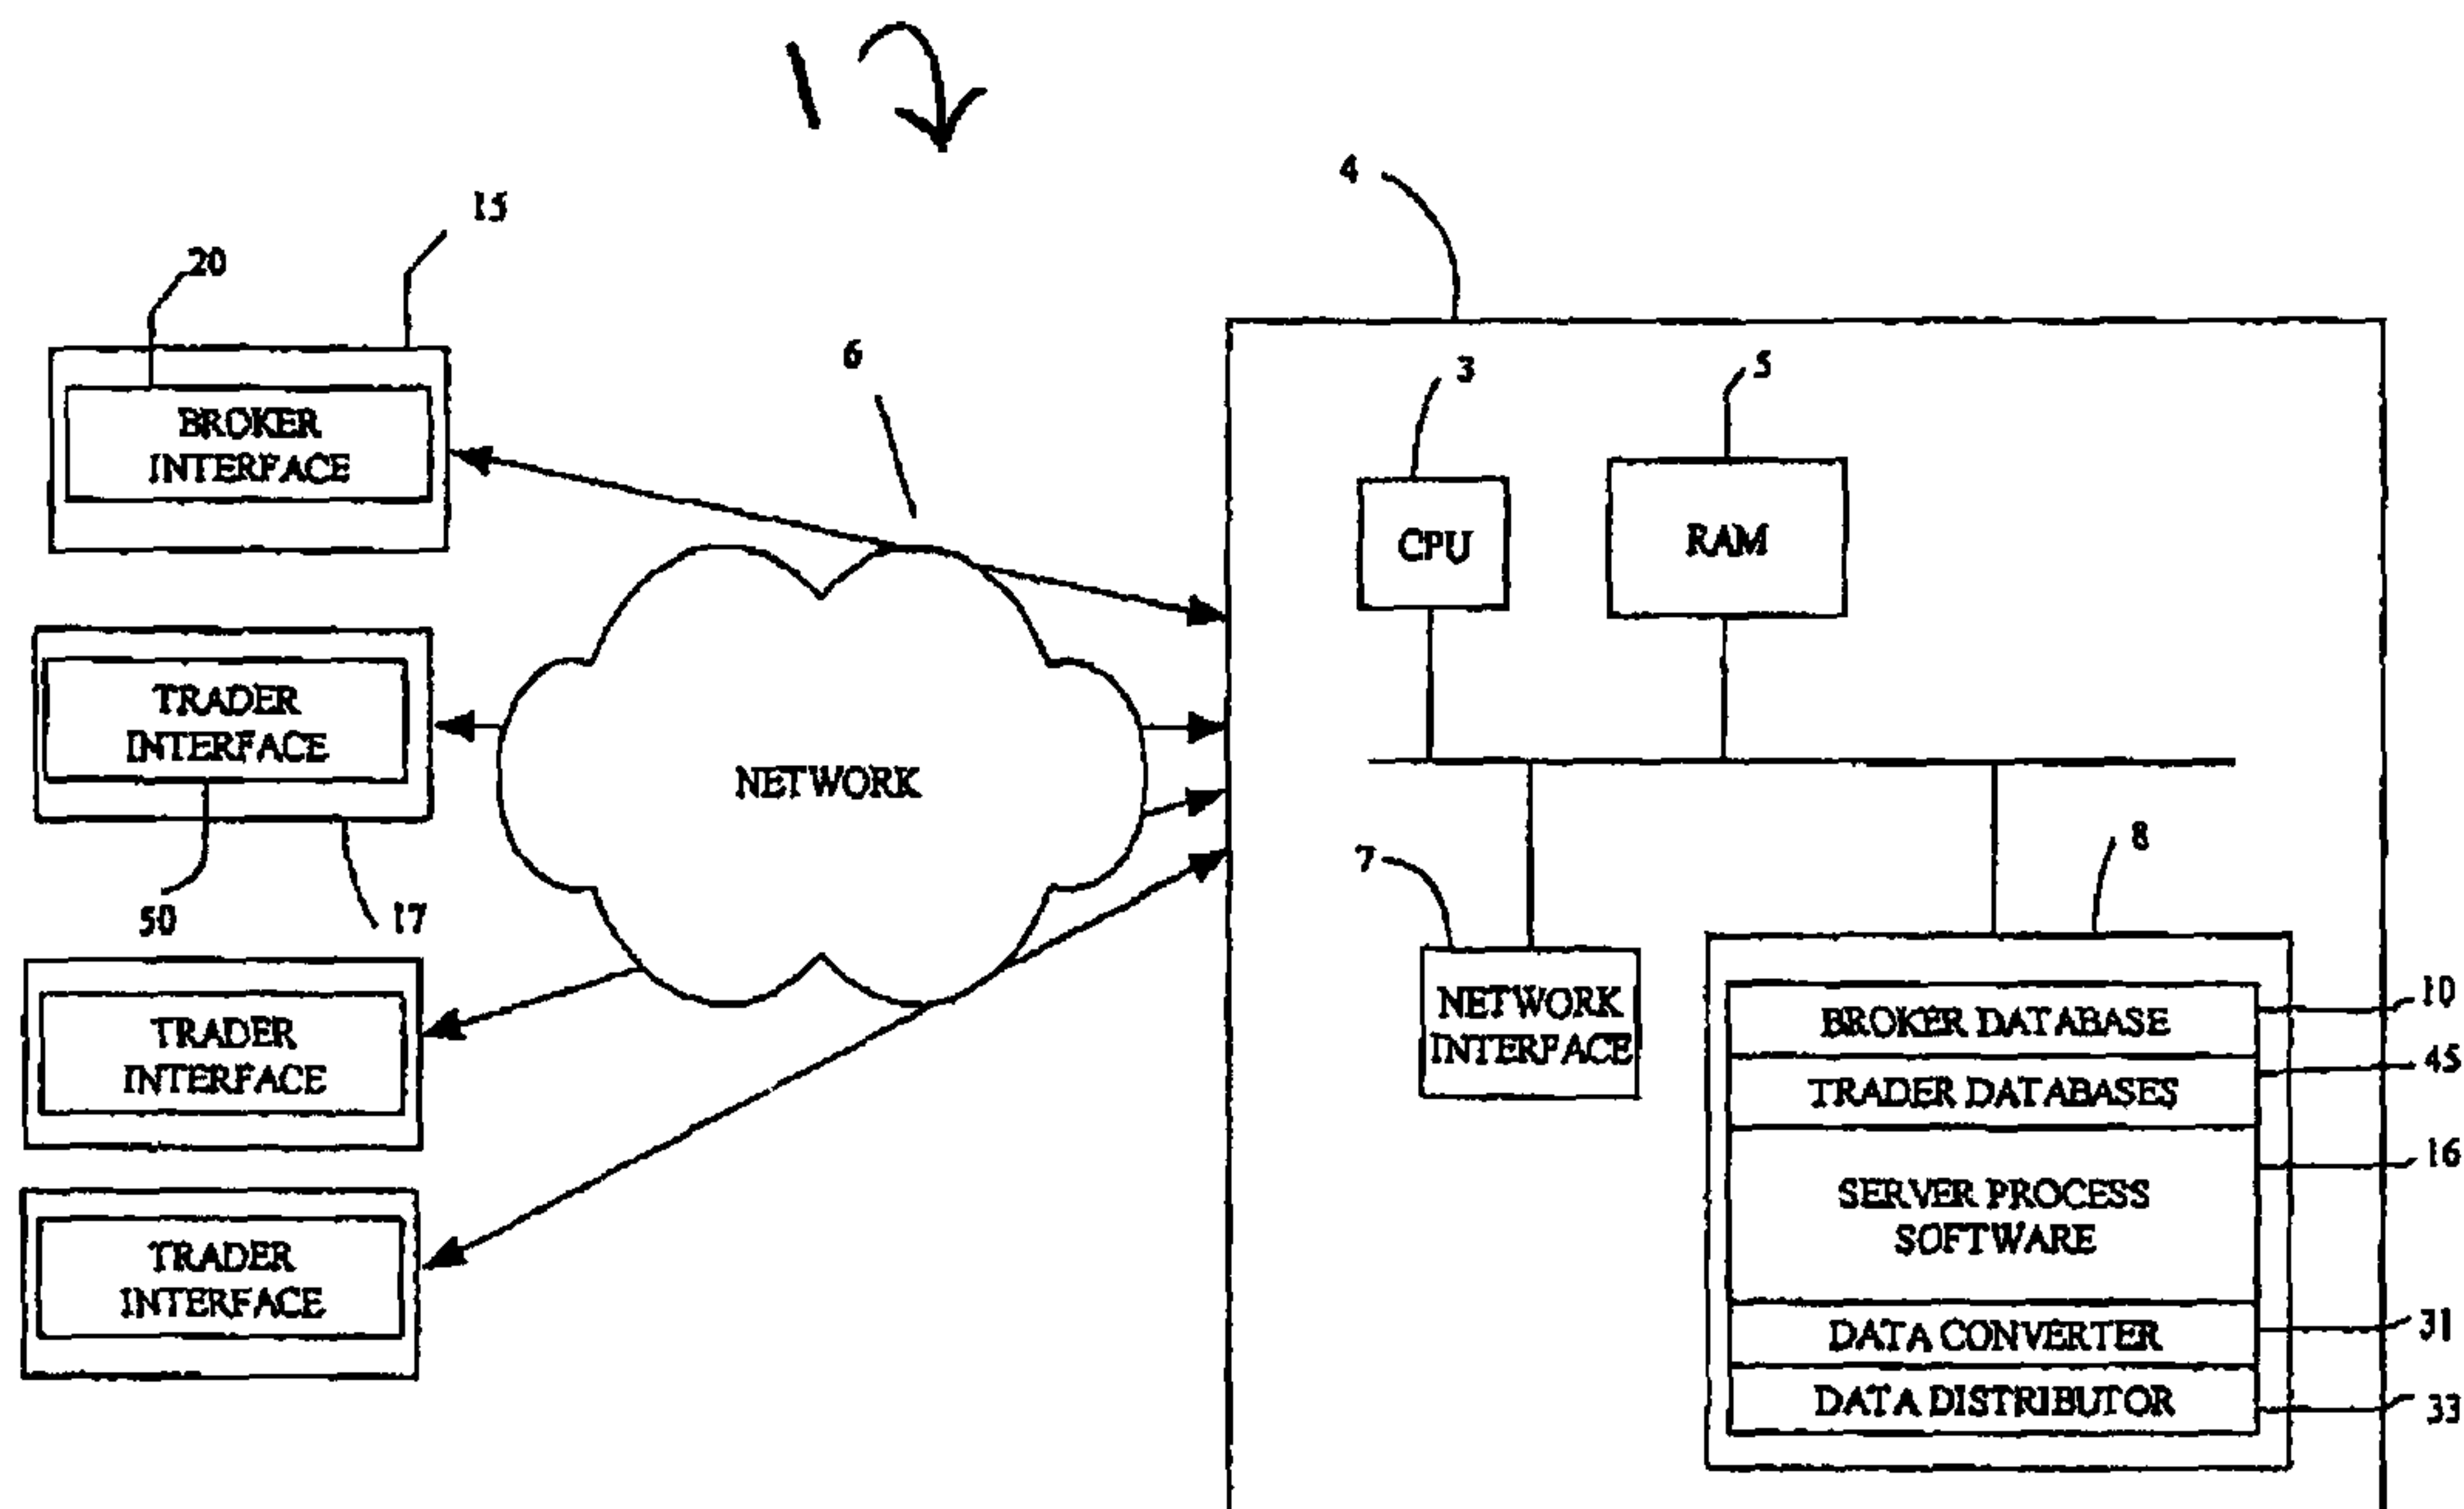 1
4
15
20
6
3
5
BROKER
INTERFACE
CPU
RAM
TRADER
INTERFACE
NETWORK
50
17
7
8
NETWORK
INTERFACE
TRADER
INTERFACE
TRADER
INTERFACE
BROKER DATABASE
10
TRADER DATABASES
45
SERVER PROCESS
SOFTWARE
16
DATA CONVERTER
31
DATA DISTRIBUTOR
33